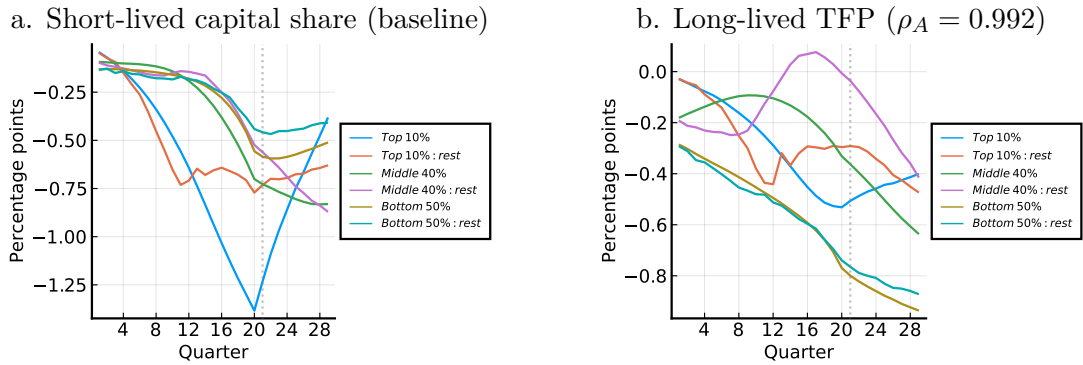 a. Short-lived capital share (baseline)
Percentage points
−0.25
−0.50
−0.75
−1.00
−1.25
4 8 12 16 20 24 28
Quarter
Top 10%
Top 10% : rest
Middle 40%
Middle 40% : rest
Bottom 50%
Bottom 50% : rest
b. Long-lived TFP (ρ_A = 0.992)
Percentage points
0.0
−0.2
−0.4
−0.6
−0.8
4 8 12 16 20 24 28
Quarter
Top 10%
Top 10% : rest
Middle 40%
Middle 40% : rest
Bottom 50%
Bottom 50% : rest